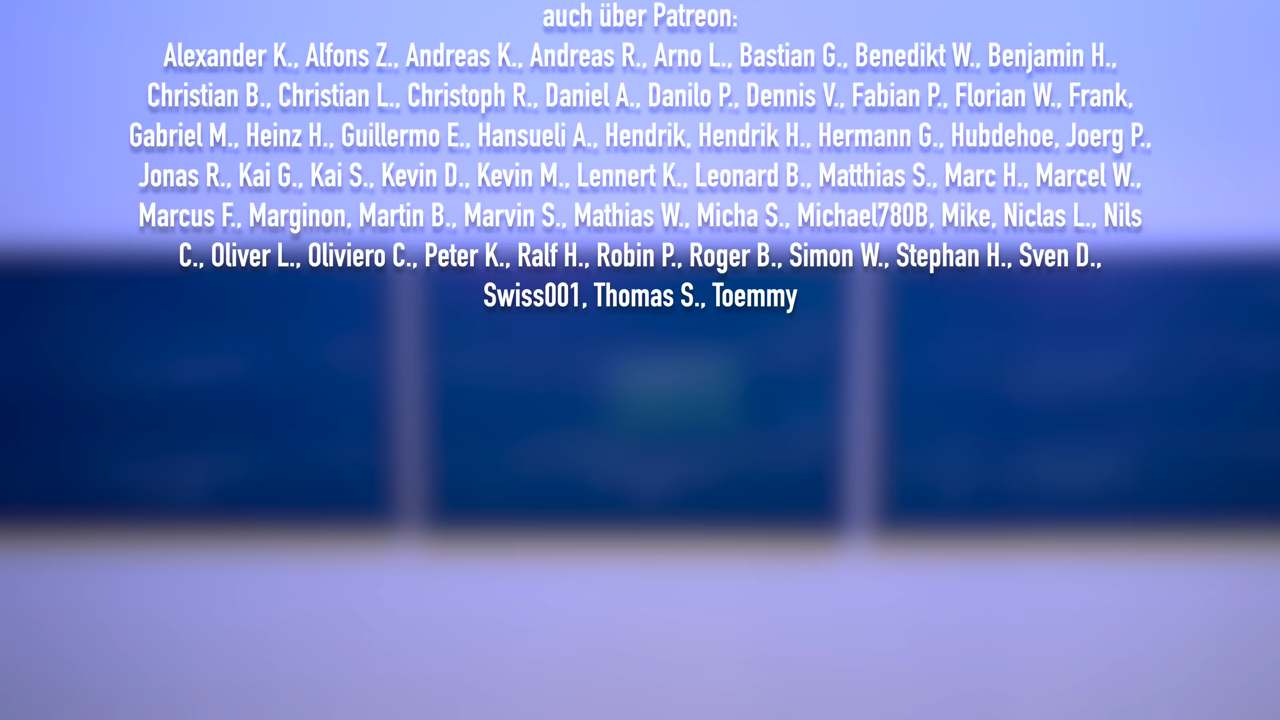 auch über Patreon:
Alexander K., Alfons Z., Andreas K., Andreas R., Arno L., Bastian G., Benedikt W., Benjamin H.,
Christian B., Christian L., Christoph R., Daniel A., Danilo P., Dennis V., Fabian P., Florian W., Frank,
Gabriel M., Heinz H., Guillermo E., Hansueli A., Hendrik, Hendrik H., Hermann G., Hubdehoe, Joerg P.,
Jonas R., Kai G., Kai S., Kevin D., Kevin M., Lennert K., Leonard B., Matthias S., Marc H., Marcel W.,
Marcus F., Marginon, Martin B., Marvin S., Mathias W., Micha S., Michael780B, Mike, Niclas L., Nils
C., Oliver L., Oliviero C., Peter K., Ralf H., Robin P., Roger B., Simon W., Stephan H., Sven D.,
Swiss001, Thomas S., Toemmy